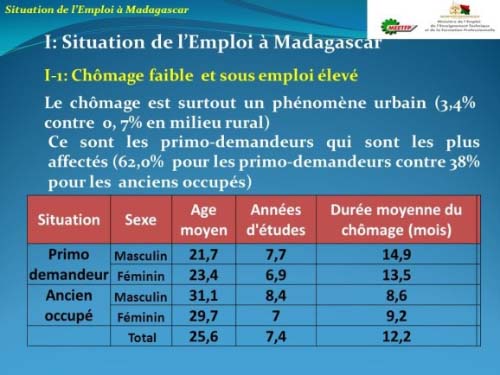 Situation de l'Emploi à Madagascar
MEETFP
Ministère de l'Emploi,
de l'Enseignement Technique
et de la Formation Professionnelle
I: Situation de l'Emploi à Madagascar
I-1: Chômage faible et sous emploi élevé
Le chômage est surtout un phénomène urbain (3,4%
contre 0, 7% en milieu rural)
Ce sont les primo-demandeurs qui sont les plus
affectés (62,0% pour les primo-demandeurs contre 38%
pour les anciens occupés)
Situation Sexe Age moyen Années d'études Durée moyenne du chômage (mois)
Primo demandeur Masculin 21,7 7,7 14,9
Féminin 23,4 6,9 13,5
Ancien occupé Masculin 31,1 8,4 8,6
Féminin 29,7 7 9,2
Total 25,6 7,4 12,2